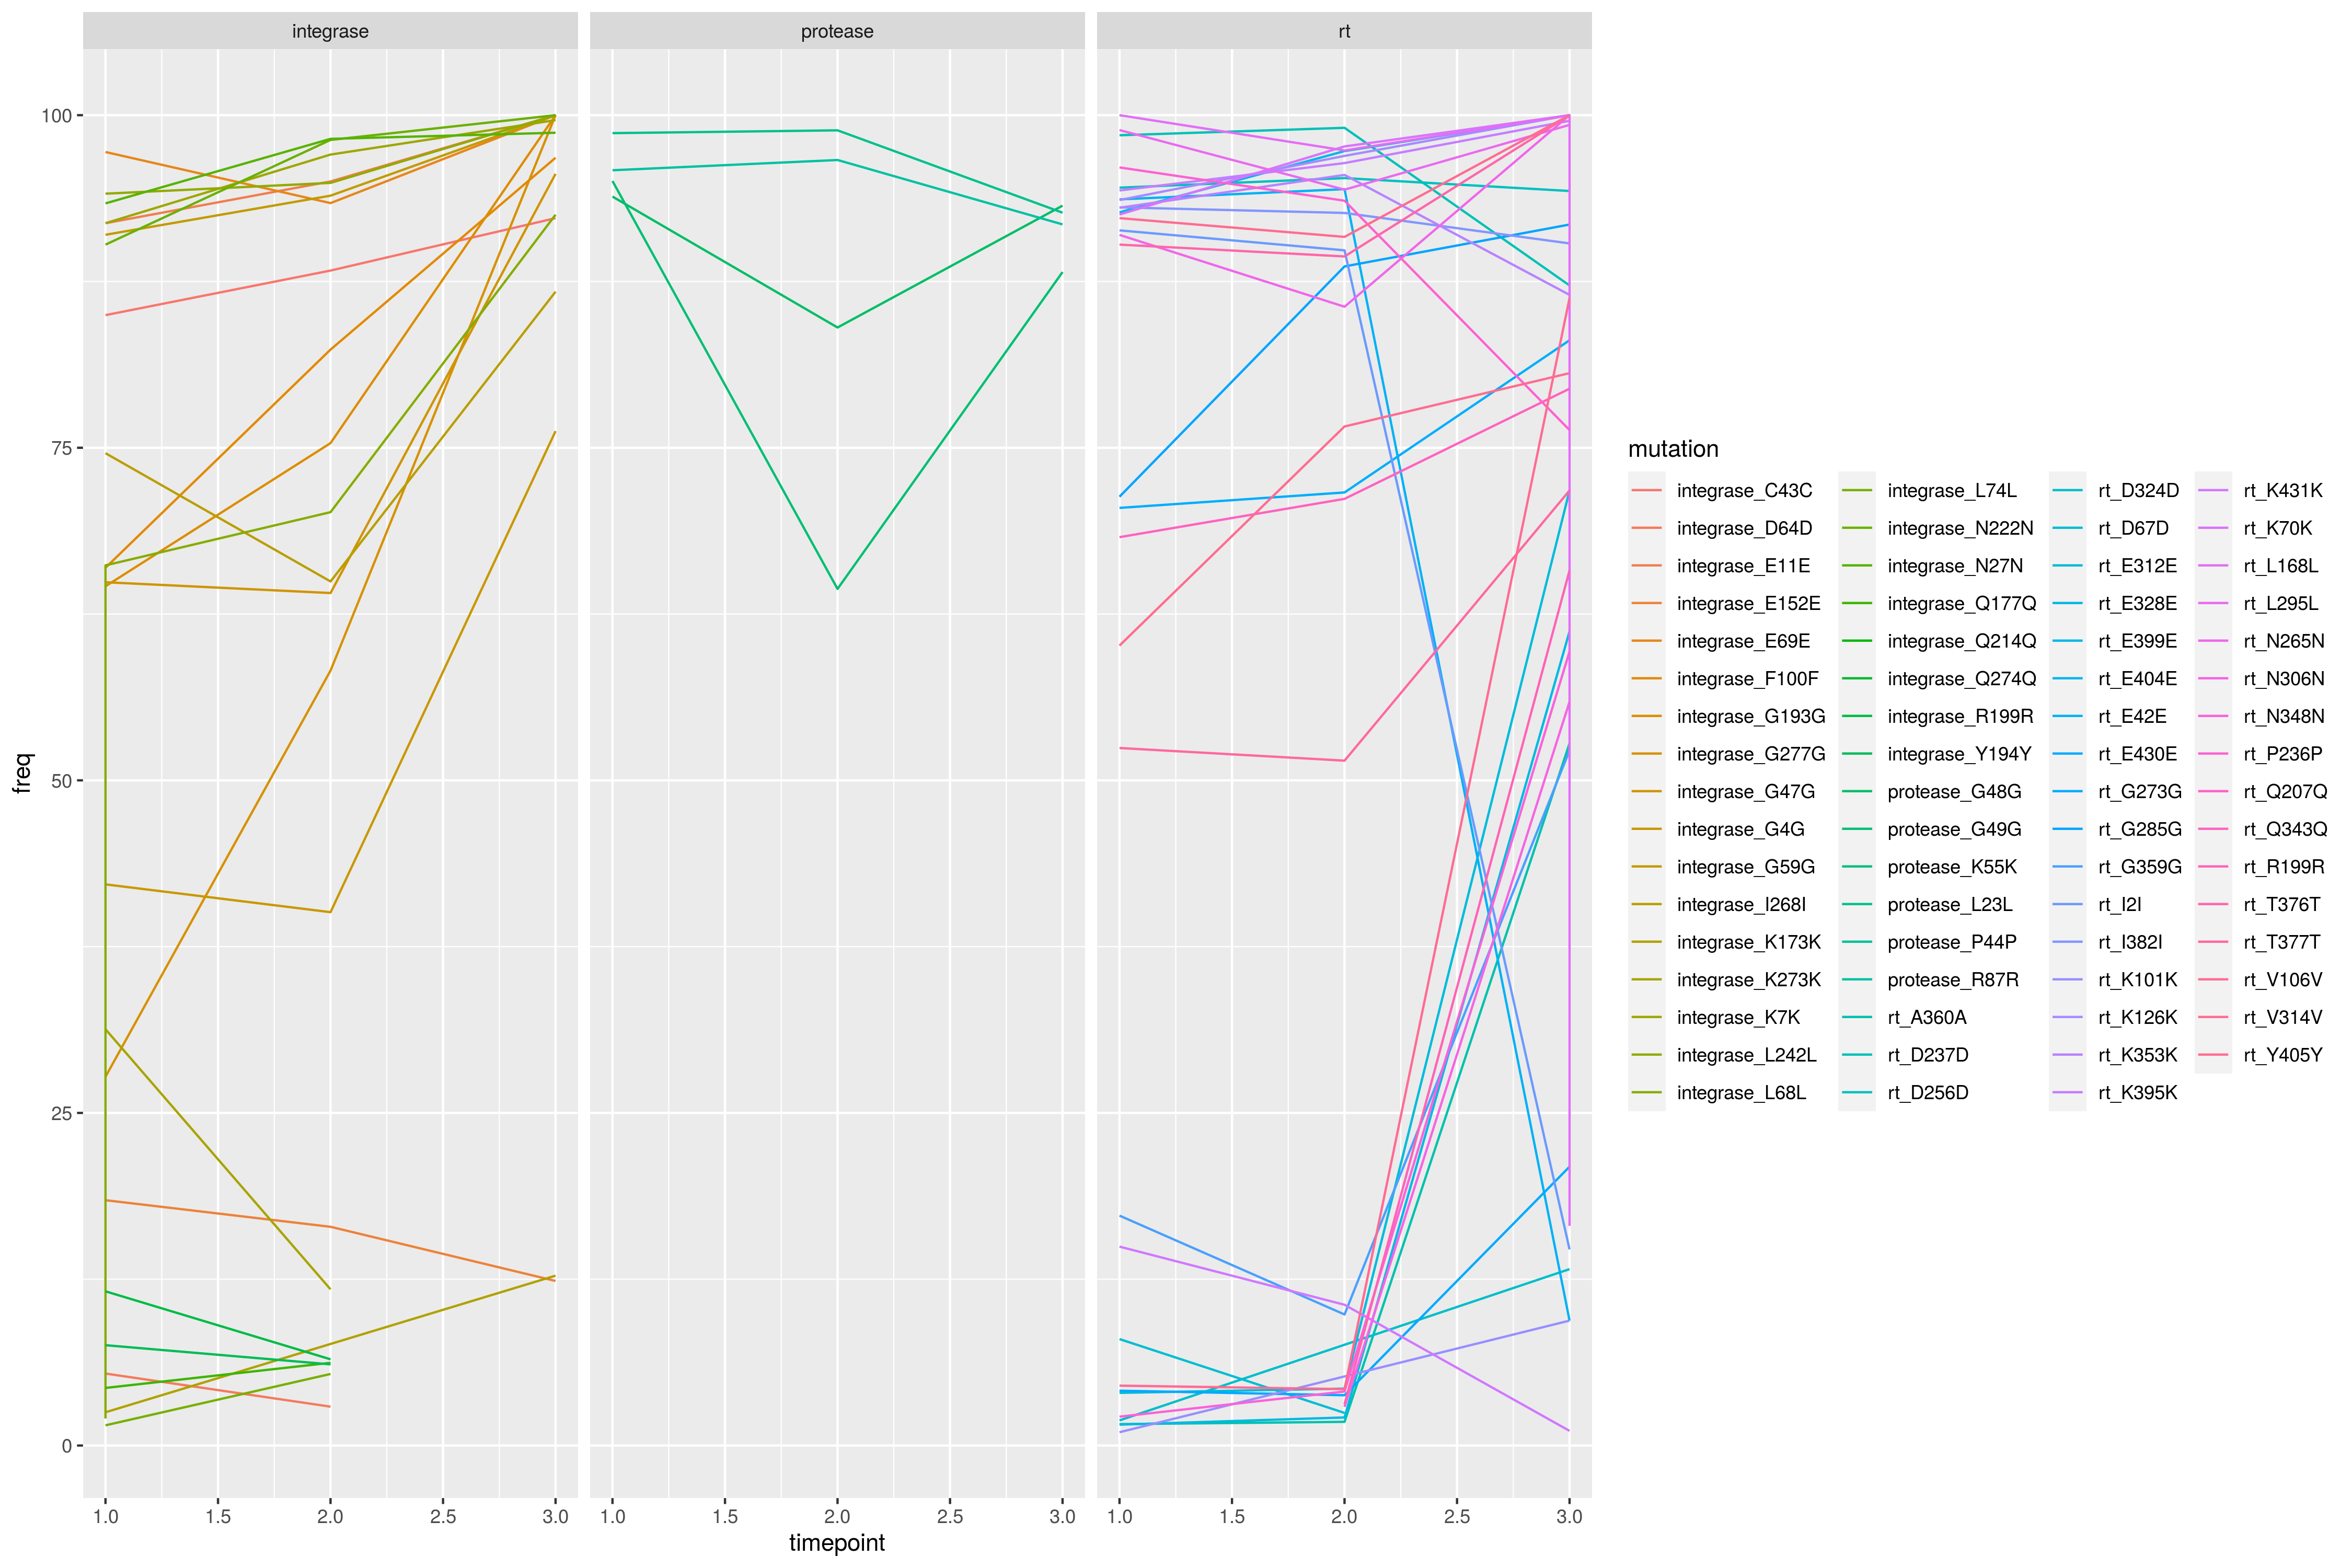 integrase
protease
rt
100
75
50
25
0
freq
1.0 1.5 2.0 2.5 3.0
1.0 1.5 2.0 2.5 3.0
1.0 1.5 2.0 2.5 3.0
timepoint
mutation
integrase_C43C
integrase_D64D
integrase_E11E
integrase_E152E
integrase_E69E
integrase_F100F
integrase_G193G
integrase_G277G
integrase_G47G
integrase_G4G
integrase_G59G
integrase_I268I
integrase_K173K
integrase_K273K
integrase_K7K
integrase_L242L
integrase_L68L
integrase_L74L
integrase_N222N
integrase_N27N
integrase_Q177Q
integrase_Q214Q
integrase_Q274Q
integrase_R199R
integrase_Y194Y
protease_G48G
protease_G49G
protease_K55K
protease_L23L
protease_P44P
protease_R87R
rt_A360A
rt_D237D
rt_D256D
rt_D324D
rt_D67D
rt_E312E
rt_E328E
rt_E399E
rt_E404E
rt_E42E
rt_E430E
rt_G273G
rt_G285G
rt_G359G
rt_I2I
rt_I382I
rt_K101K
rt_K126K
rt_K353K
rt_K395K
rt_K431K
rt_K70K
rt_L168L
rt_L295L
rt_N265N
rt_N306N
rt_N348N
rt_P236P
rt_Q207Q
rt_Q343Q
rt_R199R
rt_T376T
rt_T377T
rt_V106V
rt_V314V
rt_Y405Y